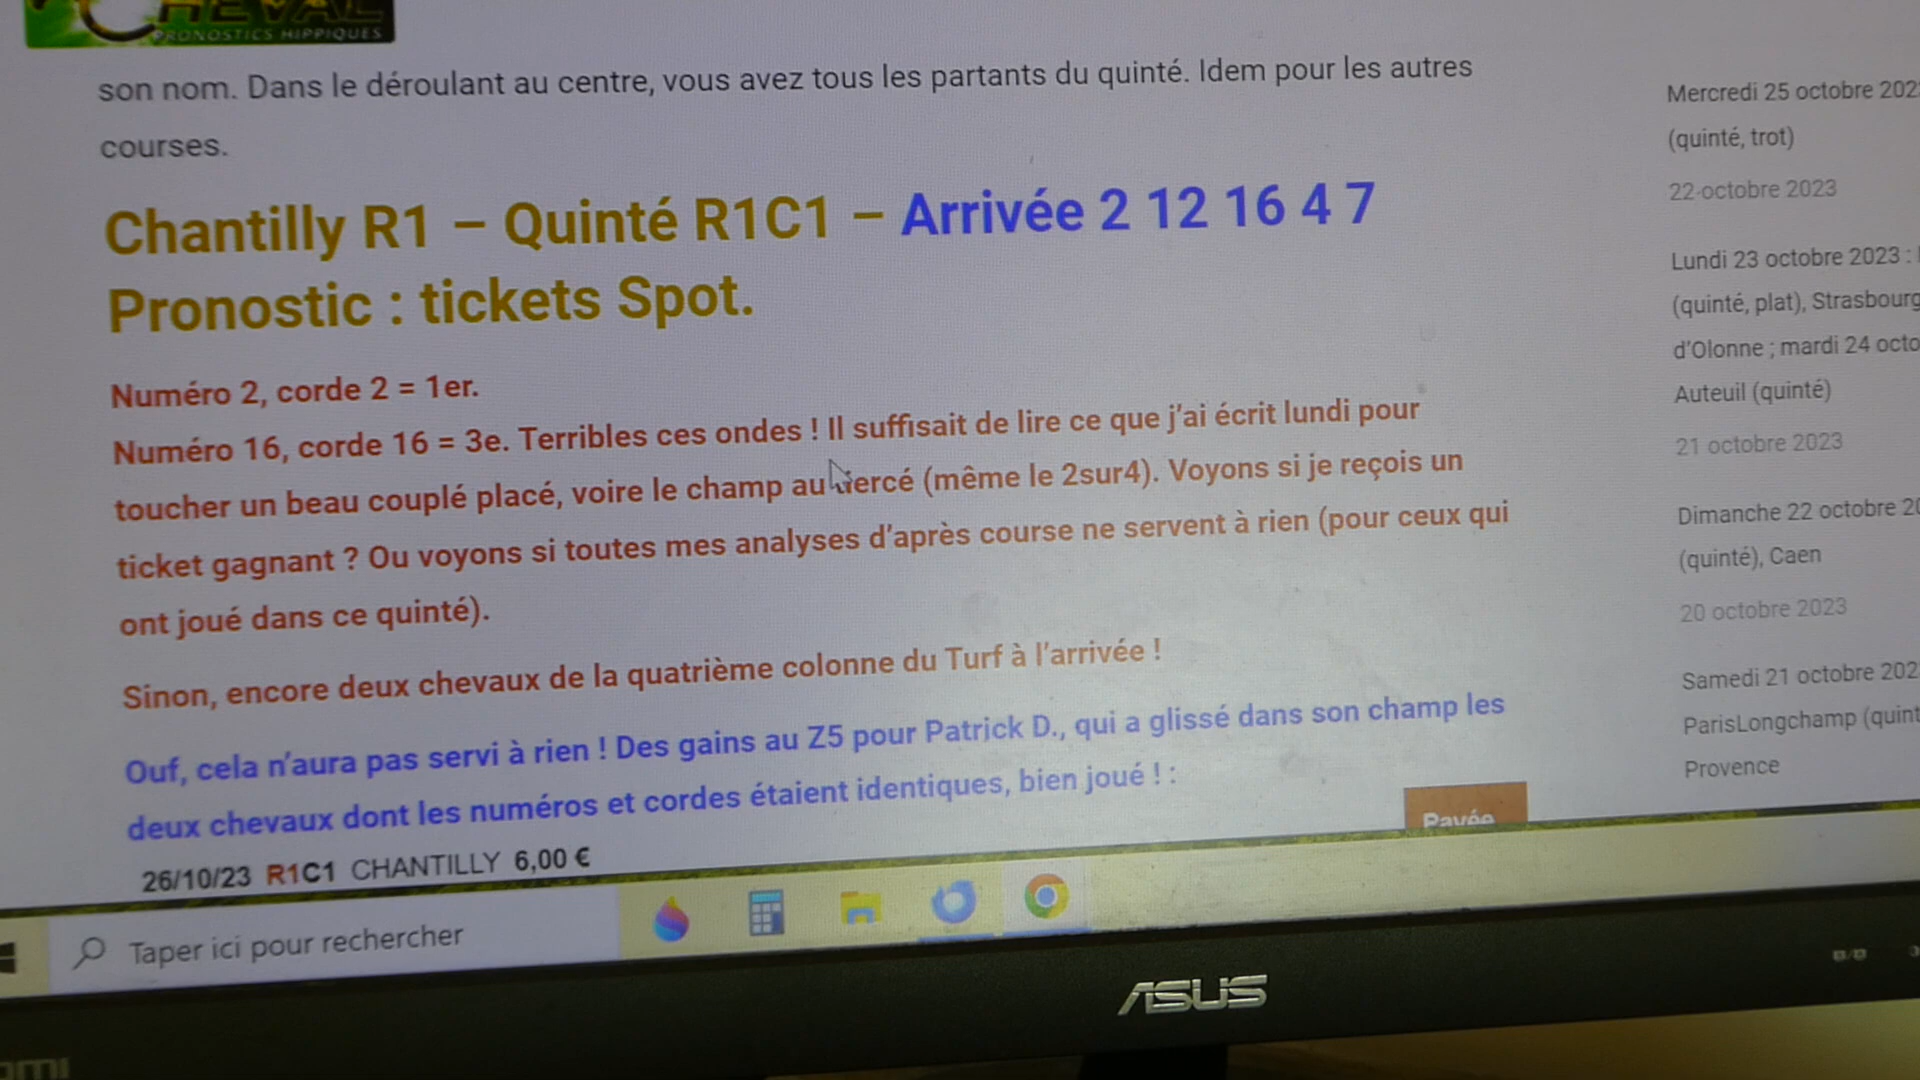 CHEVAL
PRONOSTICS HIPPIQUES
son nom. Dans le déroulant au centre, vous avez tous les partants du quinté. Idem pour les autres
courses.
Chantilly R1 – Quinté R1C1 – Arrivée 2 12 16 4 7
Pronostic : tickets Spot.
Numéro 2, corde 2 = 1er.
Numéro 16, corde 16 = 3e. Terribles ces ondes ! Il suffisait de lire ce que j'ai écrit lundi pour
toucher un beau couplé placé, voire le champ au tiercé (même le 2sur4). Voyons si je reçois un
ticket gagnant ? Ou voyons si toutes mes analyses d'après course ne servent à rien (pour ceux qui
ont joué dans ce quinté).
Sinon, encore deux chevaux de la quatrième colonne du Turf à l'arrivée !
Ouf, cela n'aura pas servi à rien ! Des gains au Z5 pour Patrick D., qui a glissé dans son champ les
deux chevaux dont les numéros et cordes étaient identiques, bien joué ! :
Payée
26/10/23 R1C1 CHANTILLY 6,00 €
Mercredi 25 octobre 202
(quinté, trot)
22 octobre 2023
Lundi 23 octobre 2023 :
(quinté, plat), Strasbourg
d'Olonne ; mardi 24 octo
Auteuil (quinté)
21 octobre 2023
Dimanche 22 octobre 20
(quinté), Caen
20 octobre 2023
Samedi 21 octobre 202
ParisLongchamp (quint
Provence
Taper ici pour rechercher
ASUS